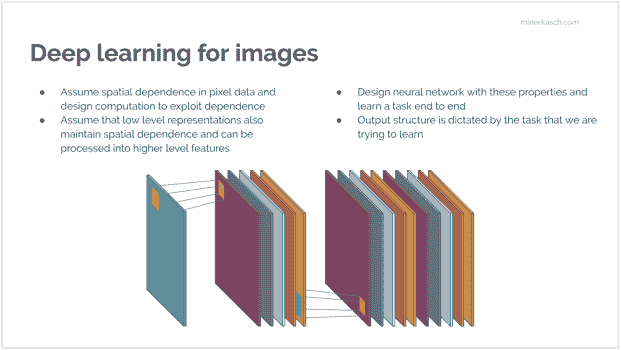 minerkasch.com
Deep learning for images
● Assume spatial dependence in pixel data and
design computation to exploit dependence
● Assume that low level representations also
maintain spatial dependence and can be
processed into higher level features
● Design neural network with these properties and
learn a task end to end
● Output structure is dictated by the task that we are
trying to learn